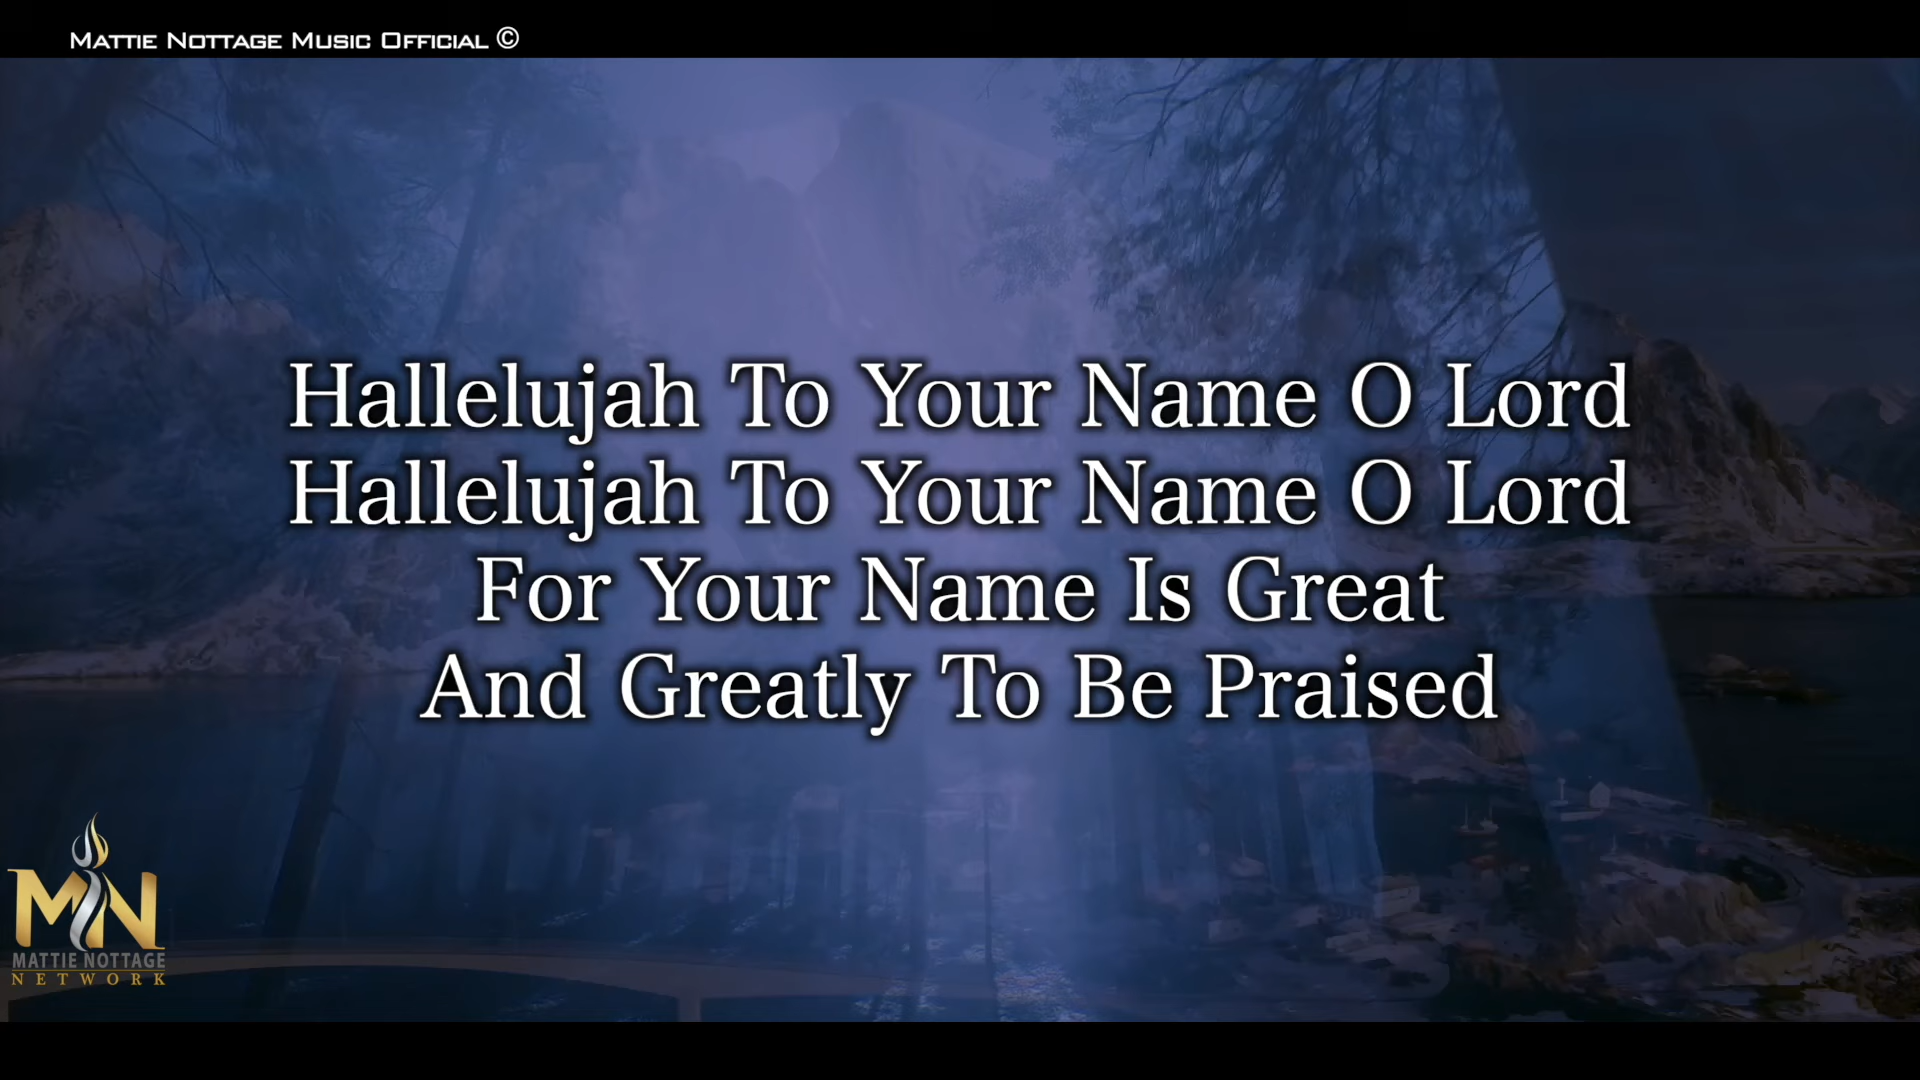 MATTIE NOTTAGE MUSIC OFFICIAL ©
Hallelujah To Your Name O Lord
Hallelujah To Your Name O Lord
For Your Name Is Great
And Greatly To Be Praised
MN
MATTIE NOTTAGE
NETWORK